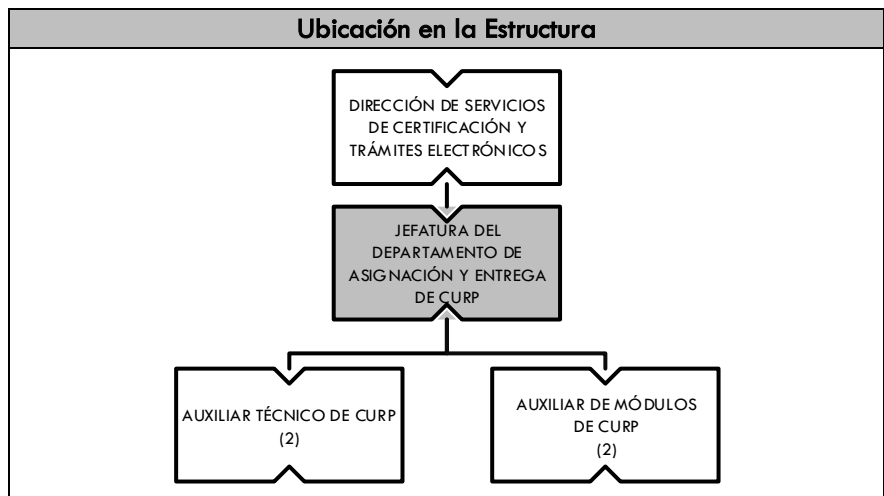 Ubicación en la Estructura
DIRECCIÓN DE SERVICIOS
DE CERTIFICACIÓN Y
TRÁMITES ELECTRÓNICOS
JEFATURA DEL
DEPARTAMENTO DE
ASIGNACIÓN Y ENTREGA
DE CURP
AUXILIAR TÉCNICO DE CURP
(2)
AUXILIAR DE MÓDULOS
DE CURP
(2)